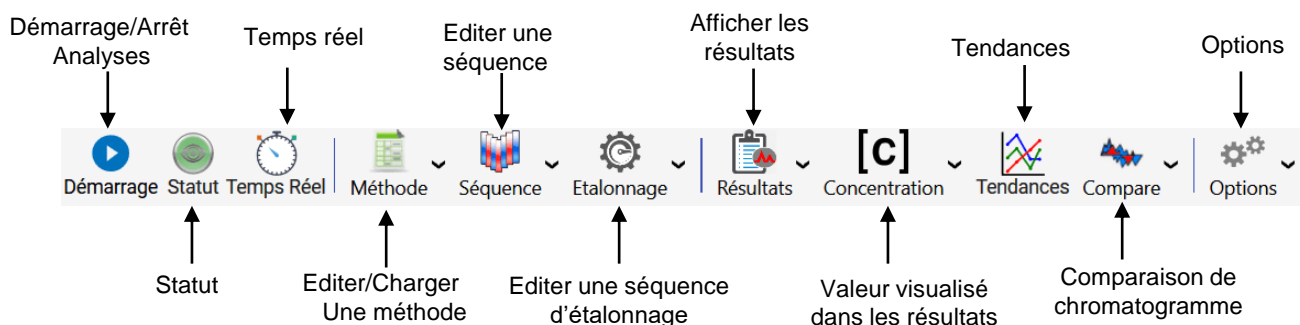 Démarrage/Arrêt
Analyses
Temps réel
Editer une
séquence
Afficher les
résultats
Tendances
Options
[C]
Démarrage
Statut
Temps Réel
Méthode
Séquence
Etalonnage
Résultats
Concentration
Tendances
Compare
Options
Statut
Editer/Charger
Une méthode
Editer une séquence
d'étalonnage
Valeur visualisé
dans les résultats
Comparaison de
chromatogramme